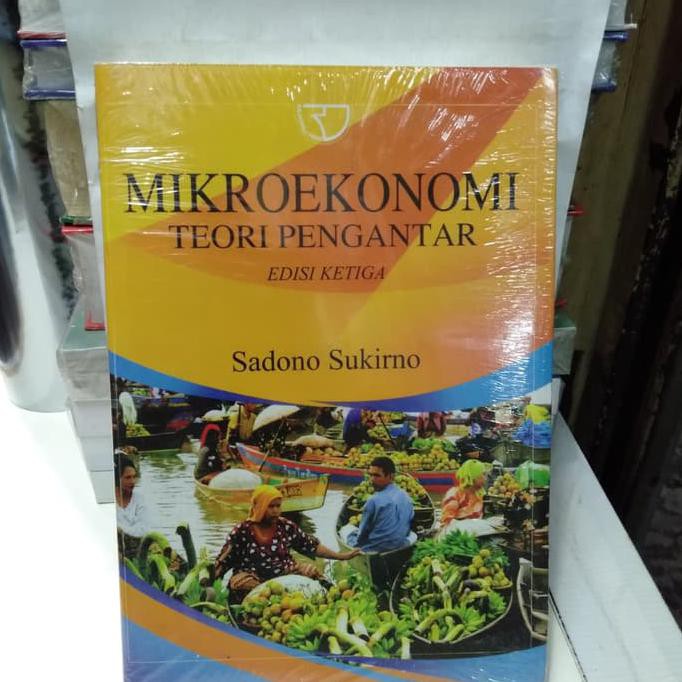 MIKROEKONOMI
TEORI PENGANTAR
EDISI KETIGA
Sadono Sukirno